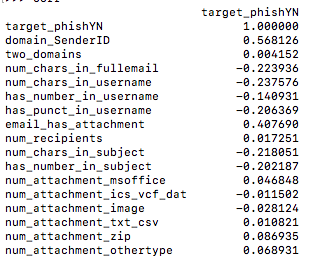 target_phishYN
target_phishYN 1.000000
domain_SenderID 0.568126
two_domains 0.004152
num_chars_in_fullemail -0.223936
num_chars_in_username -0.237576
has_number_in_username -0.140931
has_punct_in_username -0.206369
email_has_attachment 0.407690
num_recipients 0.017251
num_chars_in_subject -0.218051
has_number_in_subject -0.202187
num_attachment_msoffice 0.046848
num_attachment_ics_vcf_dat -0.011502
num_attachment_image -0.028124
num_attachment_txt_csv 0.010821
num_attachment_zip 0.086935
num_attachment_othertype 0.068931